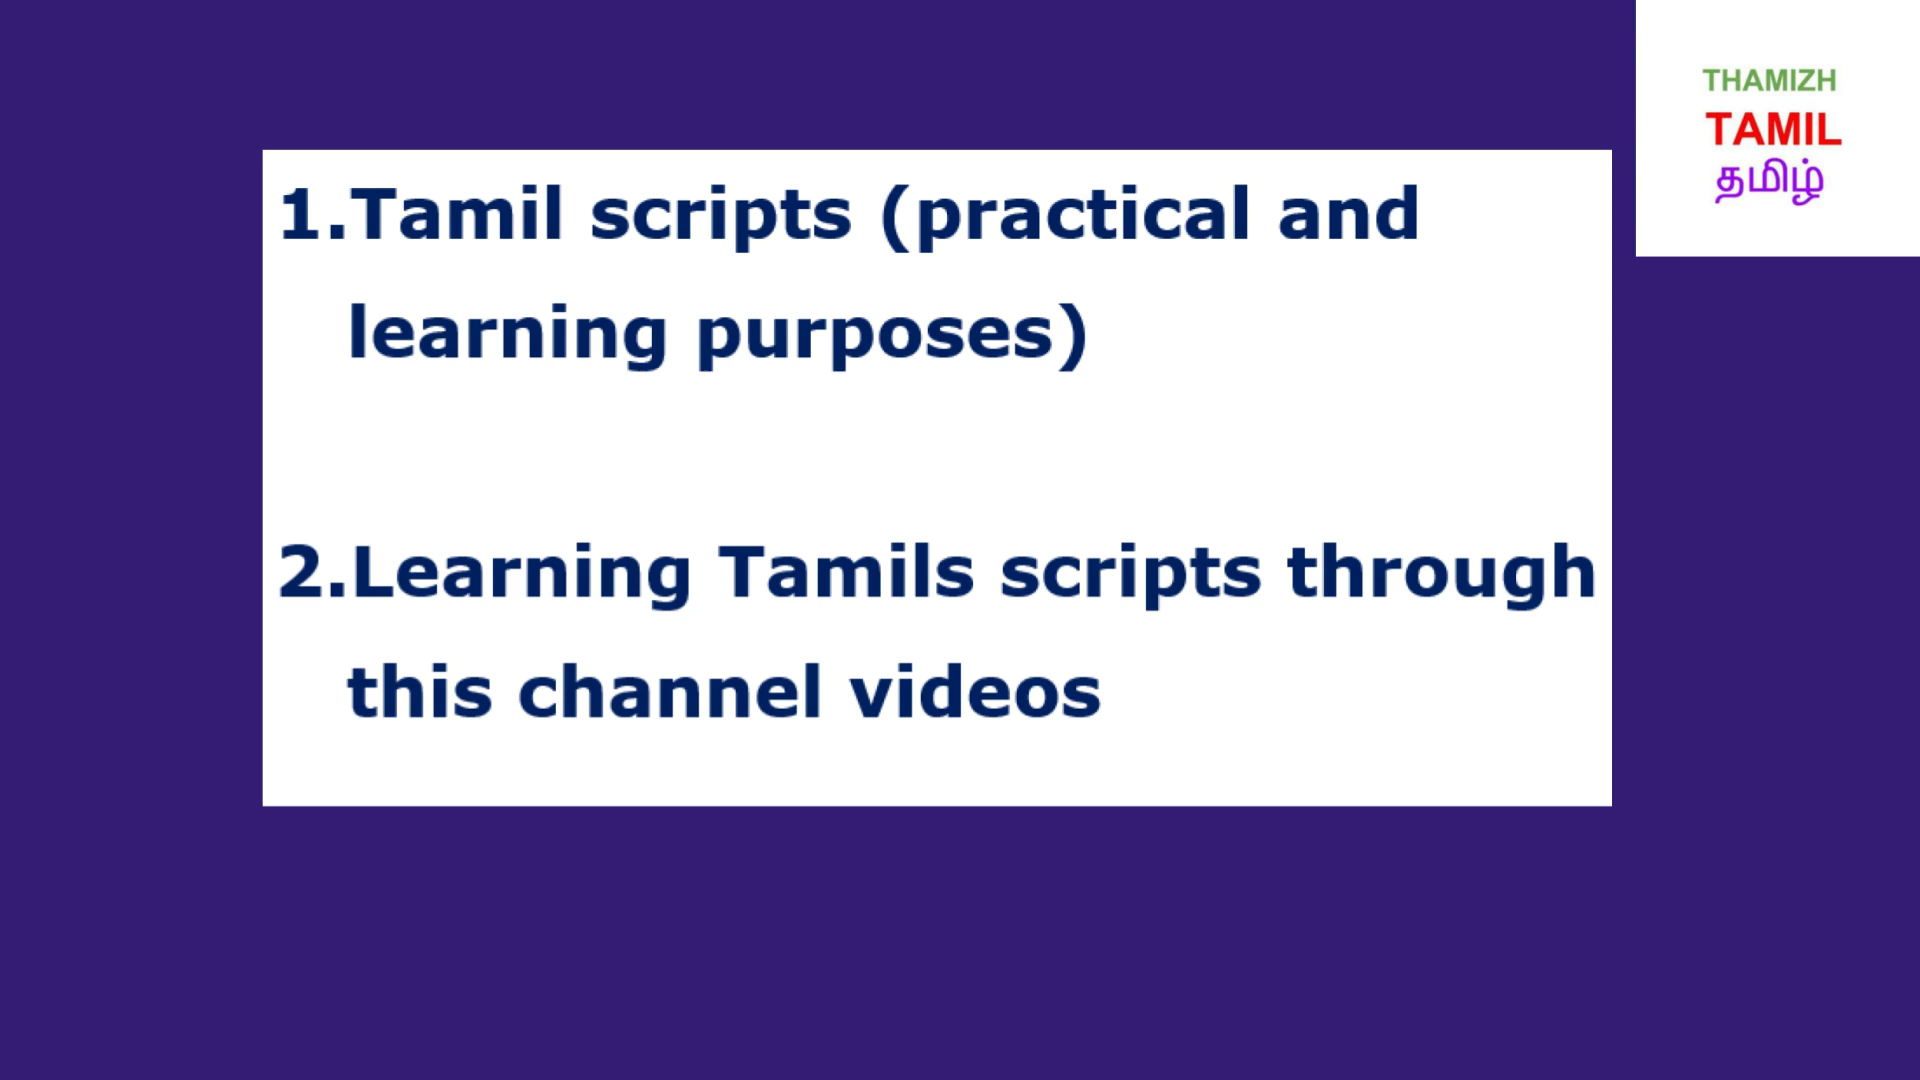 THAMIZH
TAMIL
தமிழ்
1.Tamil scripts (practical and
learning purposes)
2.Learning Tamils scripts through
this channel videos